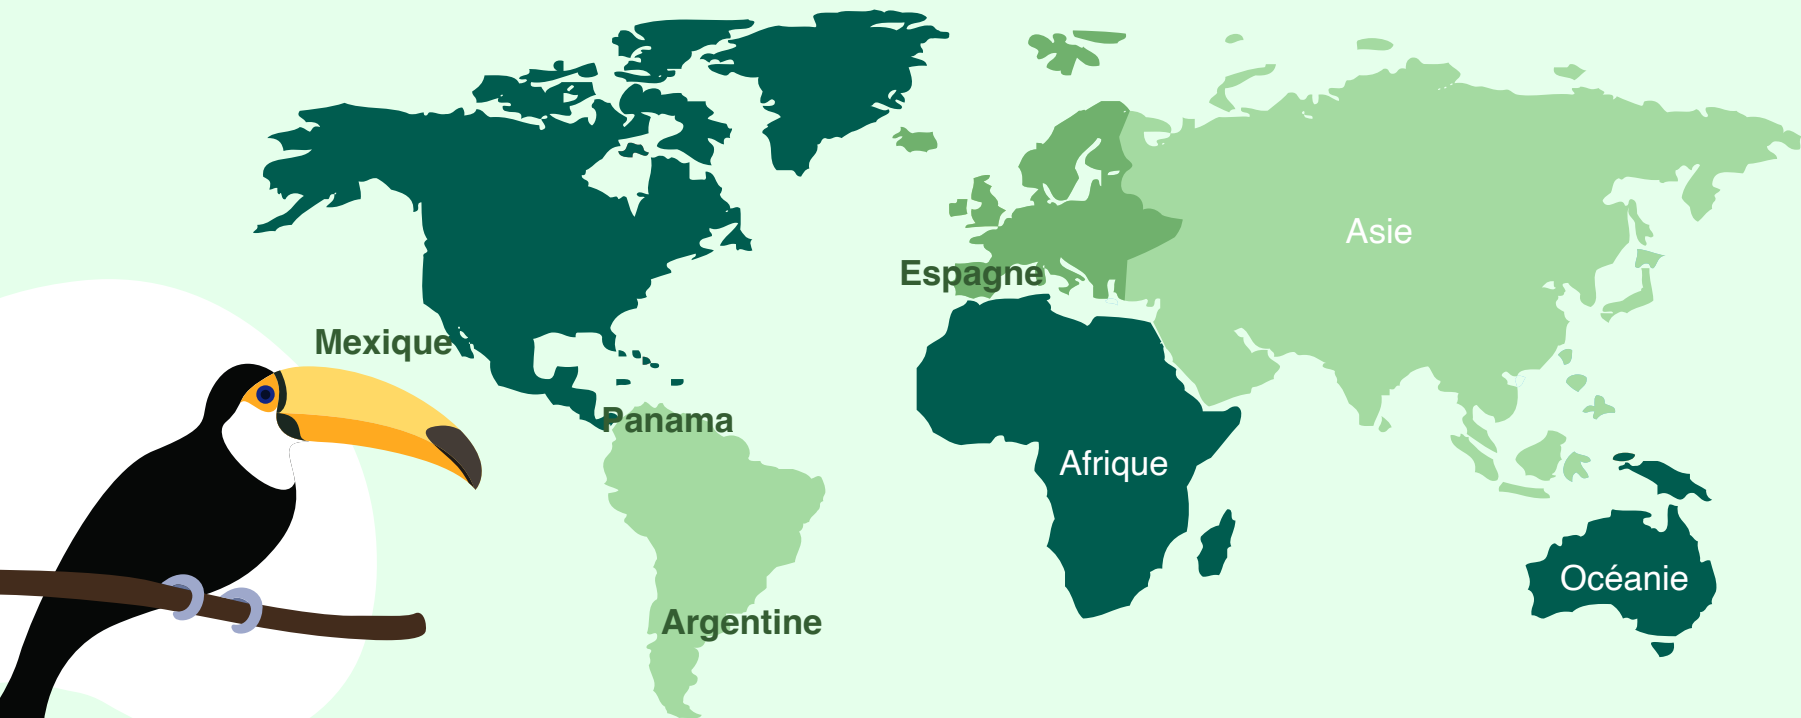 Asie
Espagne
Mexique
Panama
Afrique
Océanie
Argentine